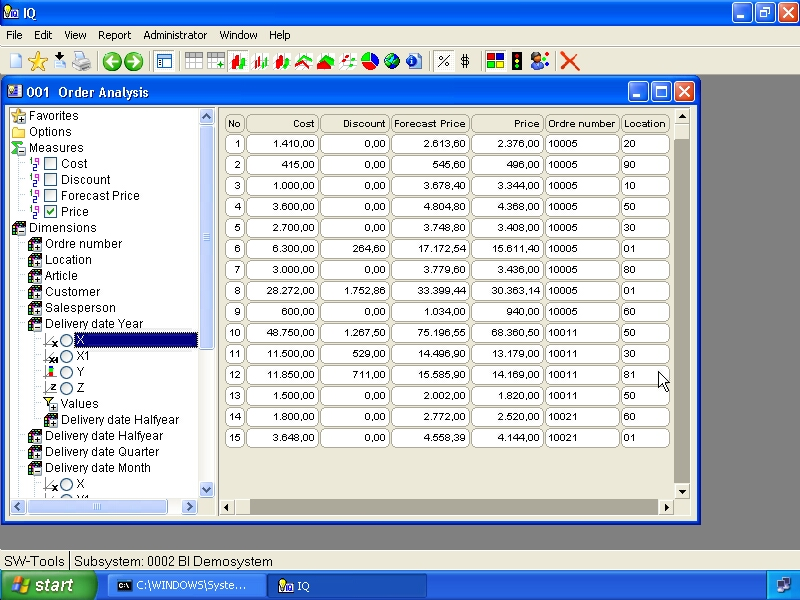 IQ
File Edit View Report Administrator Window Help
% $
001 Order Analysis
Favorites
Options
Measures
Cost
Discount
Forecast Price
Price
Dimensions
Ordre number
Location
Article
Customer
Salesperson
Delivery date Year
X
X1
Y
Z
Values
Delivery date Halfyear
Delivery date Halfyear
Delivery date Quarter
Delivery date Month
X
No Cost Discount Forecast Price Price Ordre number Location
1 1.410,00 0,00 2.613,60 2.376,00 10005 20
2 415,00 0,00 545,60 496,00 10005 90
3 1.000,00 0,00 3.678,40 3.344,00 10005 10
4 3.600,00 0,00 4.804,80 4.368,00 10005 50
5 2.700,00 0,00 3.748,80 3.408,00 10005 30
6 6.300,00 264,60 17.172,54 15.611,40 10005 01
7 3.000,00 0,00 3.779,60 3.436,00 10005 80
8 28.272,00 1.752,86 33.399,44 30.363,14 10005 01
9 600,00 0,00 1.034,00 940,00 10005 60
10 48.750,00 1.267,50 75.196,55 68.360,50 10011 50
11 11.500,00 529,00 14.496,90 13.179,00 10011 30
12 11.850,00 711,00 15.585,90 14.169,00 10011 81
13 1.500,00 0,00 2.002,00 1.820,00 10011 50
14 1.800,00 0,00 2.772,00 2.520,00 10021 60
15 3.648,00 0,00 4.558,39 4.144,00 10021 01
SW-Tools Subsystem: 0002 BI Demosystem
start C:\WINDOWS\Syste... IQ